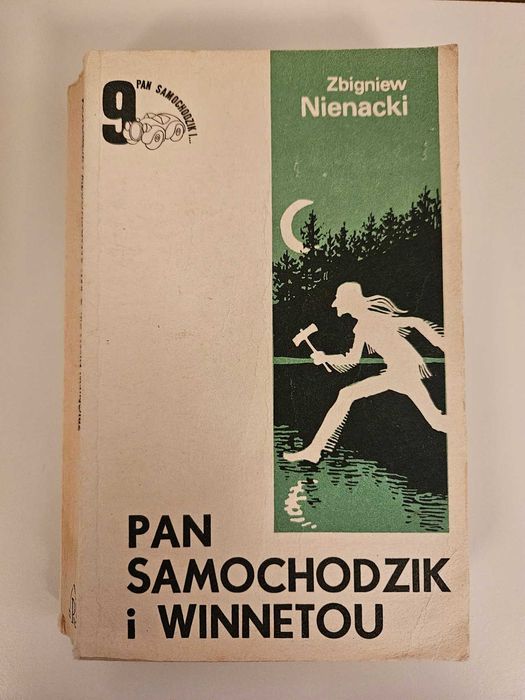 9
PAN SAMOCHODZIK I...
Zbigniew
Nienacki
PAN
SAMOCHODZIK
i WINNETOU